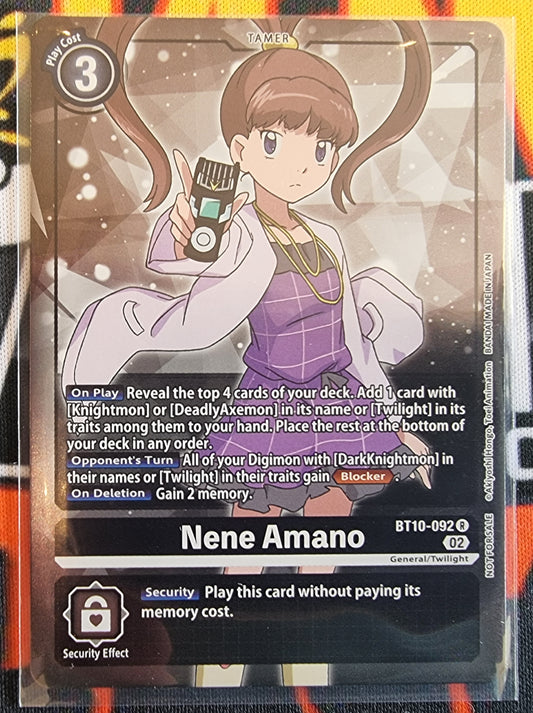 TAMER
Play Cost
3
On Play Reveal the top 4 cards of your deck. Add 1 card with
[Knightmon] or [DeadlyAxemon] in its name or [Twilight] in its
traits among them to your hand. Place the rest at the bottom of
your deck in any order.
Opponent's Turn All of your Digimon with [DarkKnightmon] in
their names or [Twilight] in their traits gain Blocker.
On Deletion Gain 2 memory.
Nene Amano
BT10-092 R
02
General/Twilight
Security Play this card without paying its
memory cost.
Security Effect
NOT FOR SALE ©Akiyoshi Hongo, Toei Animation BANDAI MADE IN JAPAN